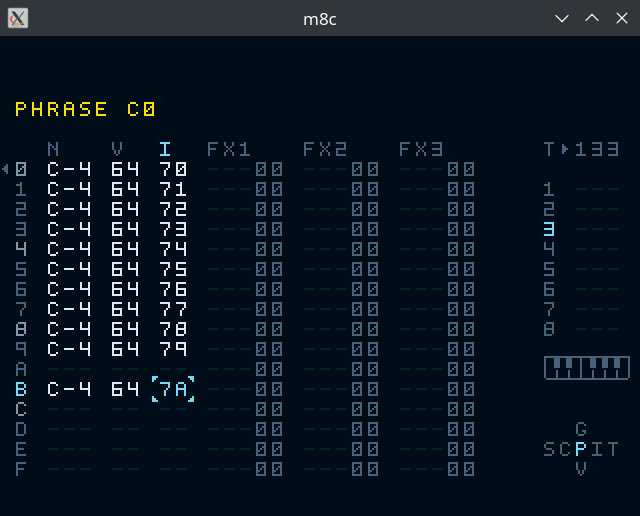 m8c
PHRASE C0
N V I FX1 FX2 FX3 T▸133
0 C-4 64 70 ---00 ---00 ---00
1 C-4 64 71 ---00 ---00 ---00 1 ---
2 C-4 64 72 ---00 ---00 ---00 2 ---
3 C-4 64 73 ---00 ---00 ---00 3 ---
4 C-4 64 74 ---00 ---00 ---00 4 ---
5 C-4 64 75 ---00 ---00 ---00 5 ---
6 C-4 64 76 ---00 ---00 ---00 6 ---
7 C-4 64 77 ---00 ---00 ---00 7 ---
8 C-4 64 78 ---00 ---00 ---00 8 ---
9 C-4 64 79 ---00 ---00 ---00
A --- -- -- ---00 ---00 ---00
B C-4 64 7A ---00 ---00 ---00
C --- -- -- ---00 ---00 ---00
D --- -- -- ---00 ---00 ---00 G
E --- -- -- ---00 ---00 ---00 SCPIT
F --- -- -- ---00 ---00 ---00 V